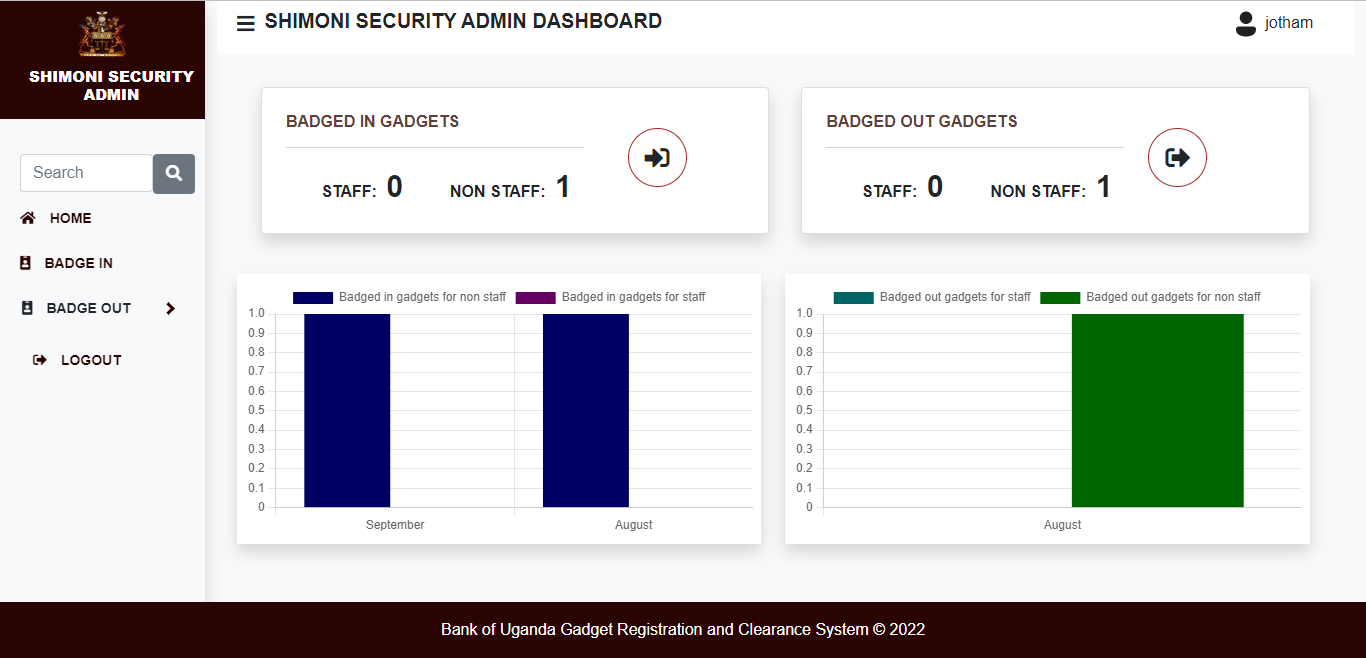 SHIMONI SECURITY
ADMIN
SHIMONI SECURITY ADMIN DASHBOARD
jotham
Search
HOME
BADGE IN
BADGE OUT
LOGOUT
BADGED IN GADGETS
STAFF: 0 NON STAFF: 1
BADGED OUT GADGETS
STAFF: 0 NON STAFF: 1
Badged in gadgets for non staff Badged in gadgets for staff
1.0
0.9
0.8
0.7
0.6
0.5
0.4
0.3
0.2
0.1
0
September August
Badged out gadgets for staff Badged out gadgets for non staff
1.0
0.9
0.8
0.7
0.6
0.5
0.4
0.3
0.2
0.1
0
August
Bank of Uganda Gadget Registration and Clearance System © 2022